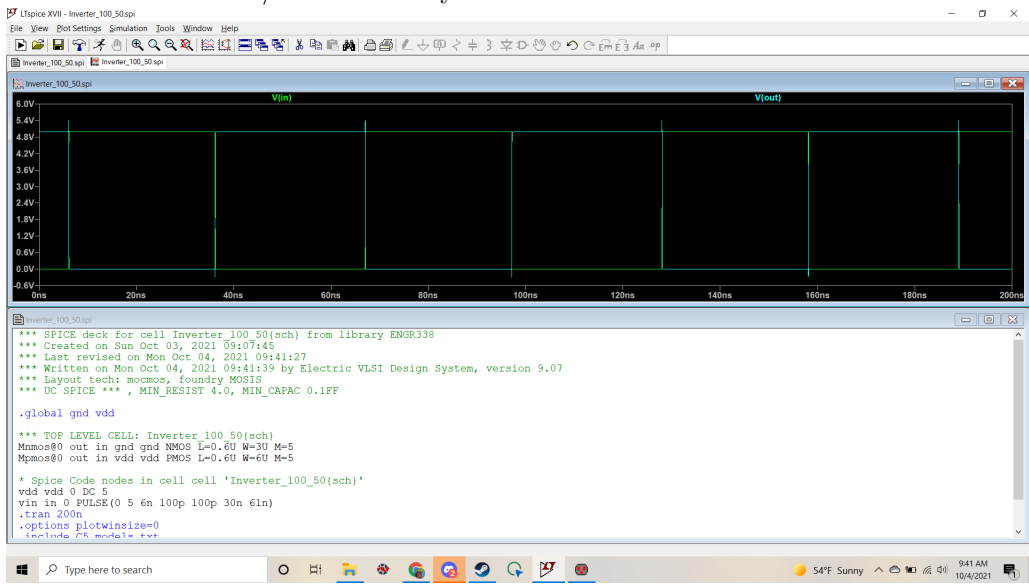 LTspice XVII - Inverter_100_50.spi
File View Plot Settings Simulation Tools Window Help
Inverter_100_50.spi Inverter_100_50.spi
Inverter_100_50.spi
V(in) V(out)
6.0V
5.4V
4.8V
4.2V
3.6V
3.0V
2.4V
1.8V
1.2V
0.6V
0.0V
-0.6V
0ns 20ns 40ns 60ns 80ns 100ns 120ns 140ns 160ns 180ns 200ns
Inverter_100_50.spi
*** SPICE deck for cell Inverter_100_50{sch} from library ENGR338
*** Created on Sun Oct 03, 2021 09:07:45
*** Last revised on Mon Oct 04, 2021 09:41:27
*** Written on Mon Oct 04, 2021 09:41:39 by Electric VLSI Design System, version 9.07
*** Layout tech: mocmos, foundry MOSIS
*** UC SPICE *** , MIN_RESIST 4.0, MIN_CAPAC 0.1FF
.global gnd vdd
*** TOP LEVEL CELL: Inverter_100_50{sch}
Mnmos@0 out in gnd gnd NMOS L=0.6U W=3U M=5
Mpmos@0 out in vdd vdd PMOS L=0.6U W=6U M=5
* Spice Code nodes in cell cell 'Inverter_100_50{sch}'
vdd vdd 0 DC 5
vin in 0 PULSE(0 5 6n 100p 100p 30n 61n)
.tran 200n
.options plotwinsize=0
.include C5_models.txt
Type here to search
54°F Sunny
9:41 AM
10/4/2021